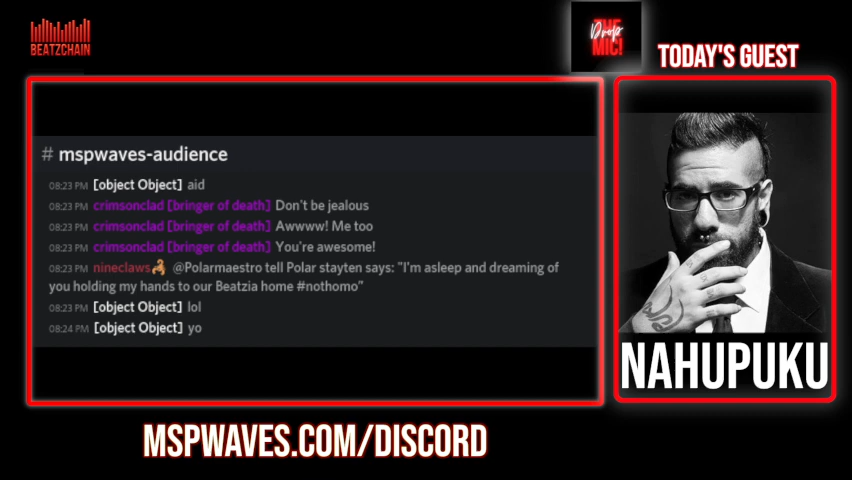 BEATZCHAIN
THE
Drop
MIC!
TODAY'S GUEST
# mspwaves-audience
08:23 PM [object Object] aid
08:23 PM crimsonclad [bringer of death] Don't be jealous
08:23 PM crimsonclad [bringer of death] Awwww! Me too
08:23 PM crimsonclad [bringer of death] You're awesome!
08:23 PM nineclaws🦂 @Polarmaestro tell Polar stayten says: "I'm asleep and dreaming of
you holding my hands to our Beatzia home #nothomo"
08:23 PM [object Object] lol
08:24 PM [object Object] yo
NAHUPUKU
MSPWAVES.COM/DISCORD